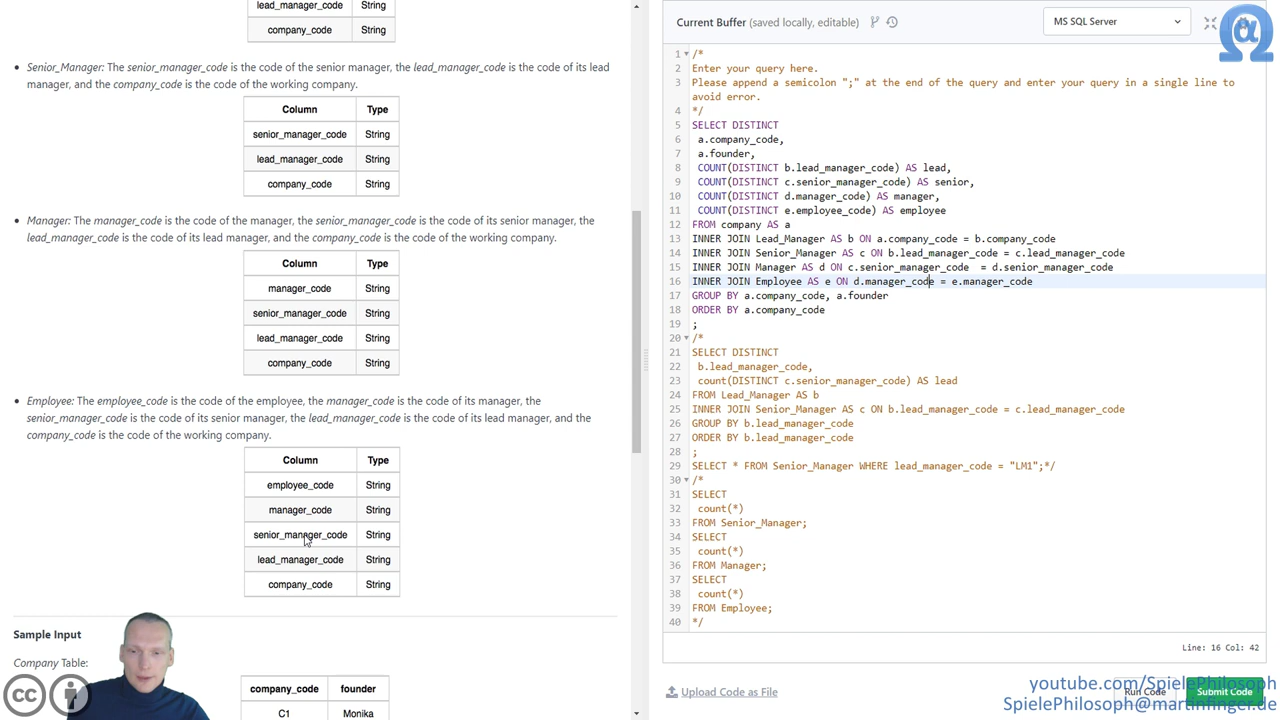 lead_manager_code String
company_code String
Senior_Manager: The senior_manager_code is the code of the senior manager, the lead_manager_code is the code of its lead
manager, and the company_code is the code of the working company.
Column Type
senior_manager_code String
lead_manager_code String
company_code String
Manager: The manager_code is the code of the manager, the senior_manager_code is the code of its senior manager, the
lead_manager_code is the code of its lead manager, and the company_code is the code of the working company.
Column Type
manager_code String
senior_manager_code String
lead_manager_code String
company_code String
Employee: The employee_code is the code of the employee, the manager_code is the code of its manager, the
senior_manager_code is the code of its senior manager, the lead_manager_code is the code of its lead manager, and the
company_code is the code of the working company.
Column Type
employee_code String
manager_code String
senior_manager_code String
lead_manager_code String
company_code String
Sample Input
Company Table:
company_code founder
C1 Monika
cc
Current Buffer (saved locally, editable)
MS SQL Server
1 /*
2 Enter your query here.
3 Please append a semicolon ";" at the end of the query and enter your query in a single line to
avoid error.
4 */
5 SELECT DISTINCT
6 a.company_code,
7 a.founder,
8 COUNT(DISTINCT b.lead_manager_code) AS lead,
9 COUNT(DISTINCT c.senior_manager_code) AS senior,
10 COUNT(DISTINCT d.manager_code) AS manager,
11 COUNT(DISTINCT e.employee_code) AS employee
12 FROM company AS a
13 INNER JOIN Lead_Manager AS b ON a.company_code = b.company_code
14 INNER JOIN Senior_Manager AS c ON b.lead_manager_code = c.lead_manager_code
15 INNER JOIN Manager AS d ON c.senior_manager_code  = d.senior_manager_code
16 INNER JOIN Employee AS e ON d.manager_code = e.manager_code
17 GROUP BY a.company_code, a.founder
18 ORDER BY a.company_code
19 ;
20 /*
21 SELECT DISTINCT
22 b.lead_manager_code,
23 count(DISTINCT c.senior_manager_code) AS lead
24 FROM Lead_Manager AS b
25 INNER JOIN Senior_Manager AS c ON b.lead_manager_code = c.lead_manager_code
26 GROUP BY b.lead_manager_code
27 ORDER BY b.lead_manager_code
28 ;
29 SELECT * FROM Senior_Manager WHERE lead_manager_code = "LM1";*/
30 /*
31 SELECT
32 count(*)
33 FROM Senior_Manager;
34 SELECT
35 count(*)
36 FROM Manager;
37 SELECT
38 count(*)
39 FROM Employee;
40 */
Line: 16 Col: 42
Upload Code as File
Run Code
Submit Code
youtube.com/SpielePhilosoph
SpielePhilosoph@martinfinger.de